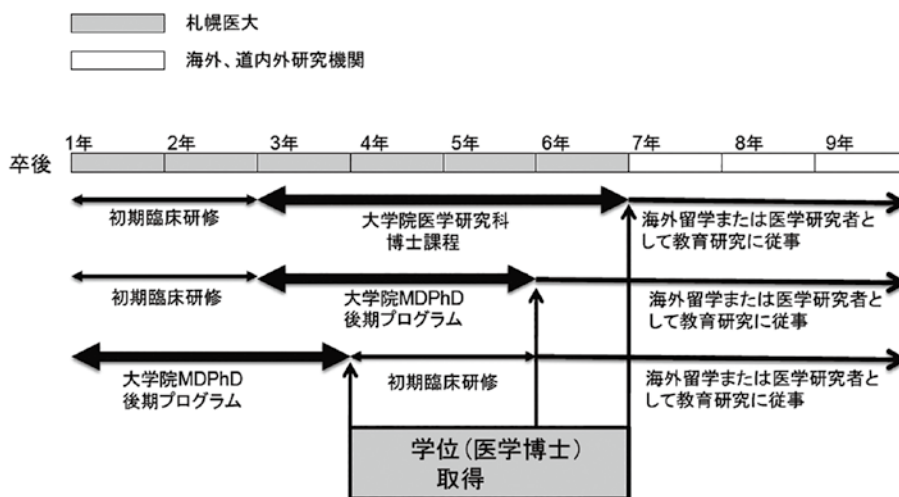 札幌医大
海外、道内外研究機関
1年 2年 3年 4年 5年 6年 7年 8年 9年
卒後
初期臨床研修
大学院医学研究科
博士課程
海外留学または医学研究者と
して教育研究に従事
初期臨床研修
大学院MDPhD
後期プログラム
海外留学または医学研究者と
して教育研究に従事
大学院MDPhD
後期プログラム
初期臨床研修
海外留学または医学研究者と
して教育研究に従事
学位(医学博士)
取得